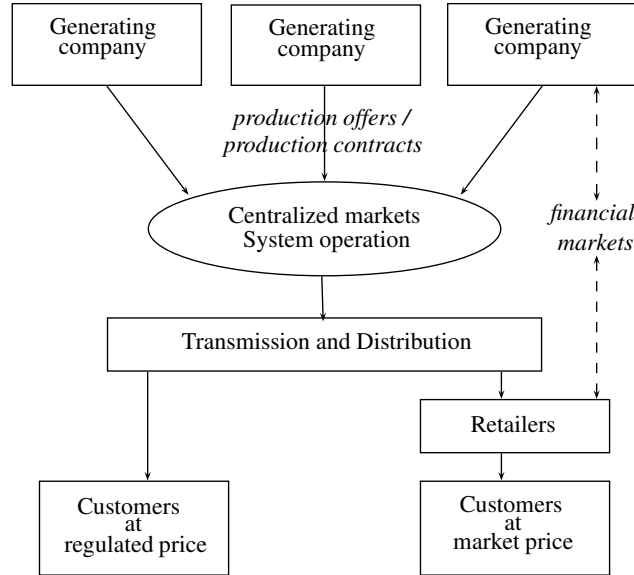 Generating
company
Generating
company
Generating
company
production offers /
production contracts
Centralized markets
System operation
financial
markets
Transmission and Distribution
Retailers
Customers
at
regulated price
Customers
at
market price